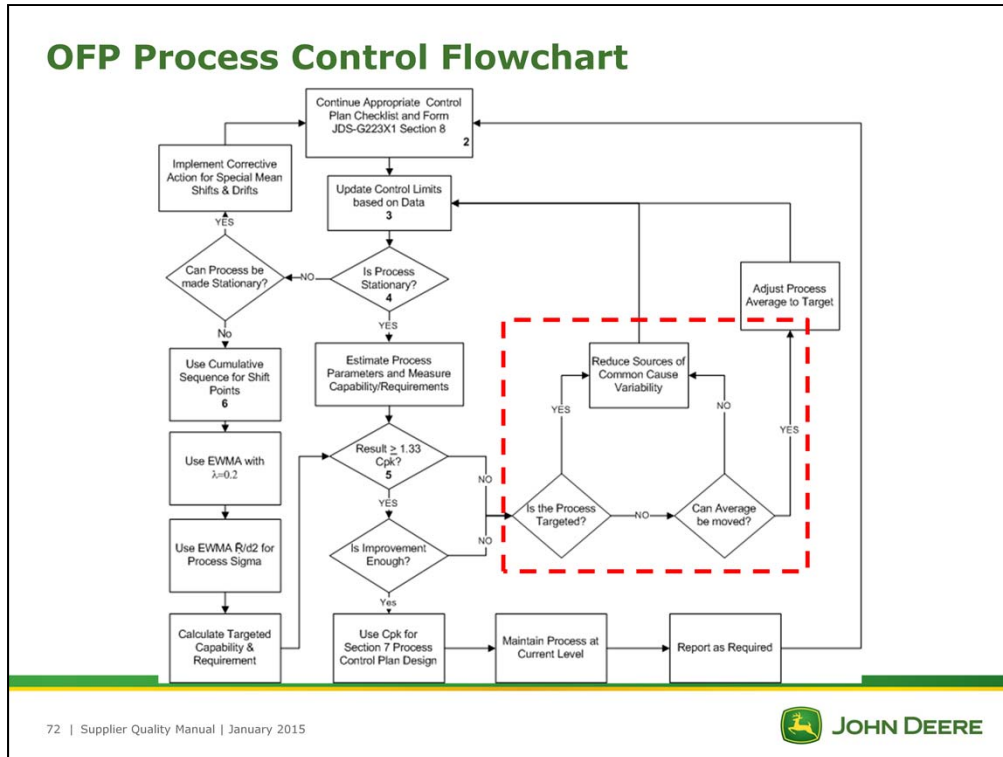 OFP Process Control Flowchart
Continue Appropriate Control
Plan Checklist and Form
JDS-G223X1 Section 8
2
Implement Corrective
Action for Special Mean
Shifts & Drifts
Update Control Limits
based on Data
3
YES
Can Process be
made Stationary?
NO
Is Process
Stationary?
4
Adjust Process
Average to Target
No
YES
Use Cumulative
Sequence for Shift
Points
6
Estimate Process
Parameters and Measure
Capability/Requirements
Reduce Sources of
Common Cause
Variability
YES
NO
YES
Use EWMA with
λ=0.2
Result ≥ 1.33
Cpk?
5
NO
YES
Is the Process
Targeted?
NO
Can Average
be moved?
Use EWMA R̄/d2 for
Process Sigma
Is Improvement
Enough?
NO
Yes
Calculate Targeted
Capability &
Requirement
Use Cpk for
Section 7 Process
Control Plan Design
Maintain Process at
Current Level
Report as Required
72 | Supplier Quality Manual | January 2015
JOHN DEERE